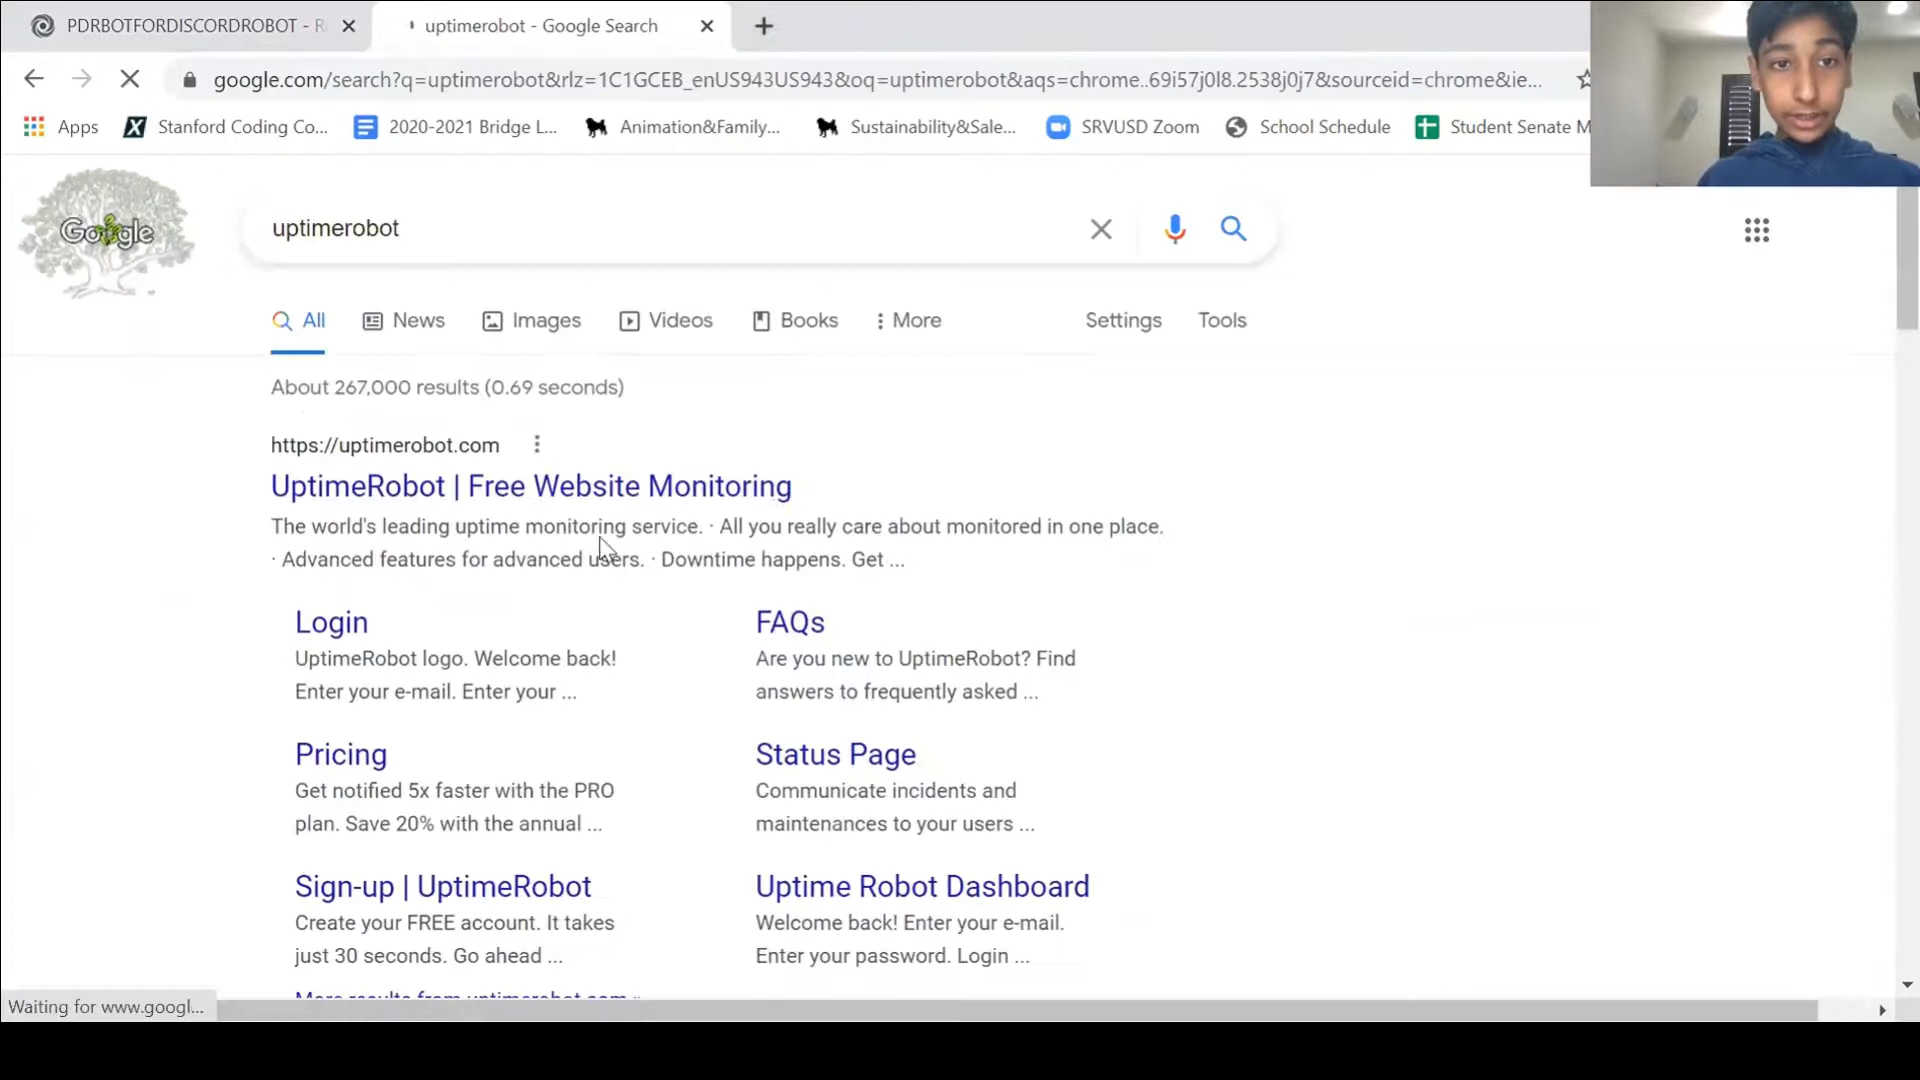 PDRBOTFORDISCORDROBOT - R
uptimerobot - Google Search
google.com/search?q=uptimerobot&rlz=1C1GCEB_enUS943US943&oq=uptimerobot&aqs=chrome..69i57j0l8.2538j0j7&sourceid=chrome&ie...
Apps
Stanford Coding Co...
2020-2021 Bridge L...
Animation&Family,...
Sustainability&Sale...
SRVUSD Zoom
School Schedule
Student Senate M
Google
uptimerobot
All
News
Images
Videos
Books
More
Settings
Tools
About 267,000 results (0.69 seconds)
https://uptimerobot.com
UptimeRobot | Free Website Monitoring
The world's leading uptime monitoring service. · All you really care about monitored in one place.
· Advanced features for advanced users. · Downtime happens. Get ...
Login
UptimeRobot logo. Welcome back!
Enter your e-mail. Enter your ...
FAQs
Are you new to UptimeRobot? Find
answers to frequently asked ...
Pricing
Get notified 5x faster with the PRO
plan. Save 20% with the annual ...
Status Page
Communicate incidents and
maintenances to your users ...
Sign-up | UptimeRobot
Create your FREE account. It takes
just 30 seconds. Go ahead ...
Uptime Robot Dashboard
Welcome back! Enter your e-mail.
Enter your password. Login ...
More results from uptimerobot.com »
Waiting for www.googl...